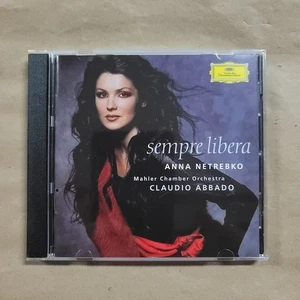 sempre libera
ANNA NETREBKO
Mahler Chamber Orchestra
CLAUDIO ABBADO